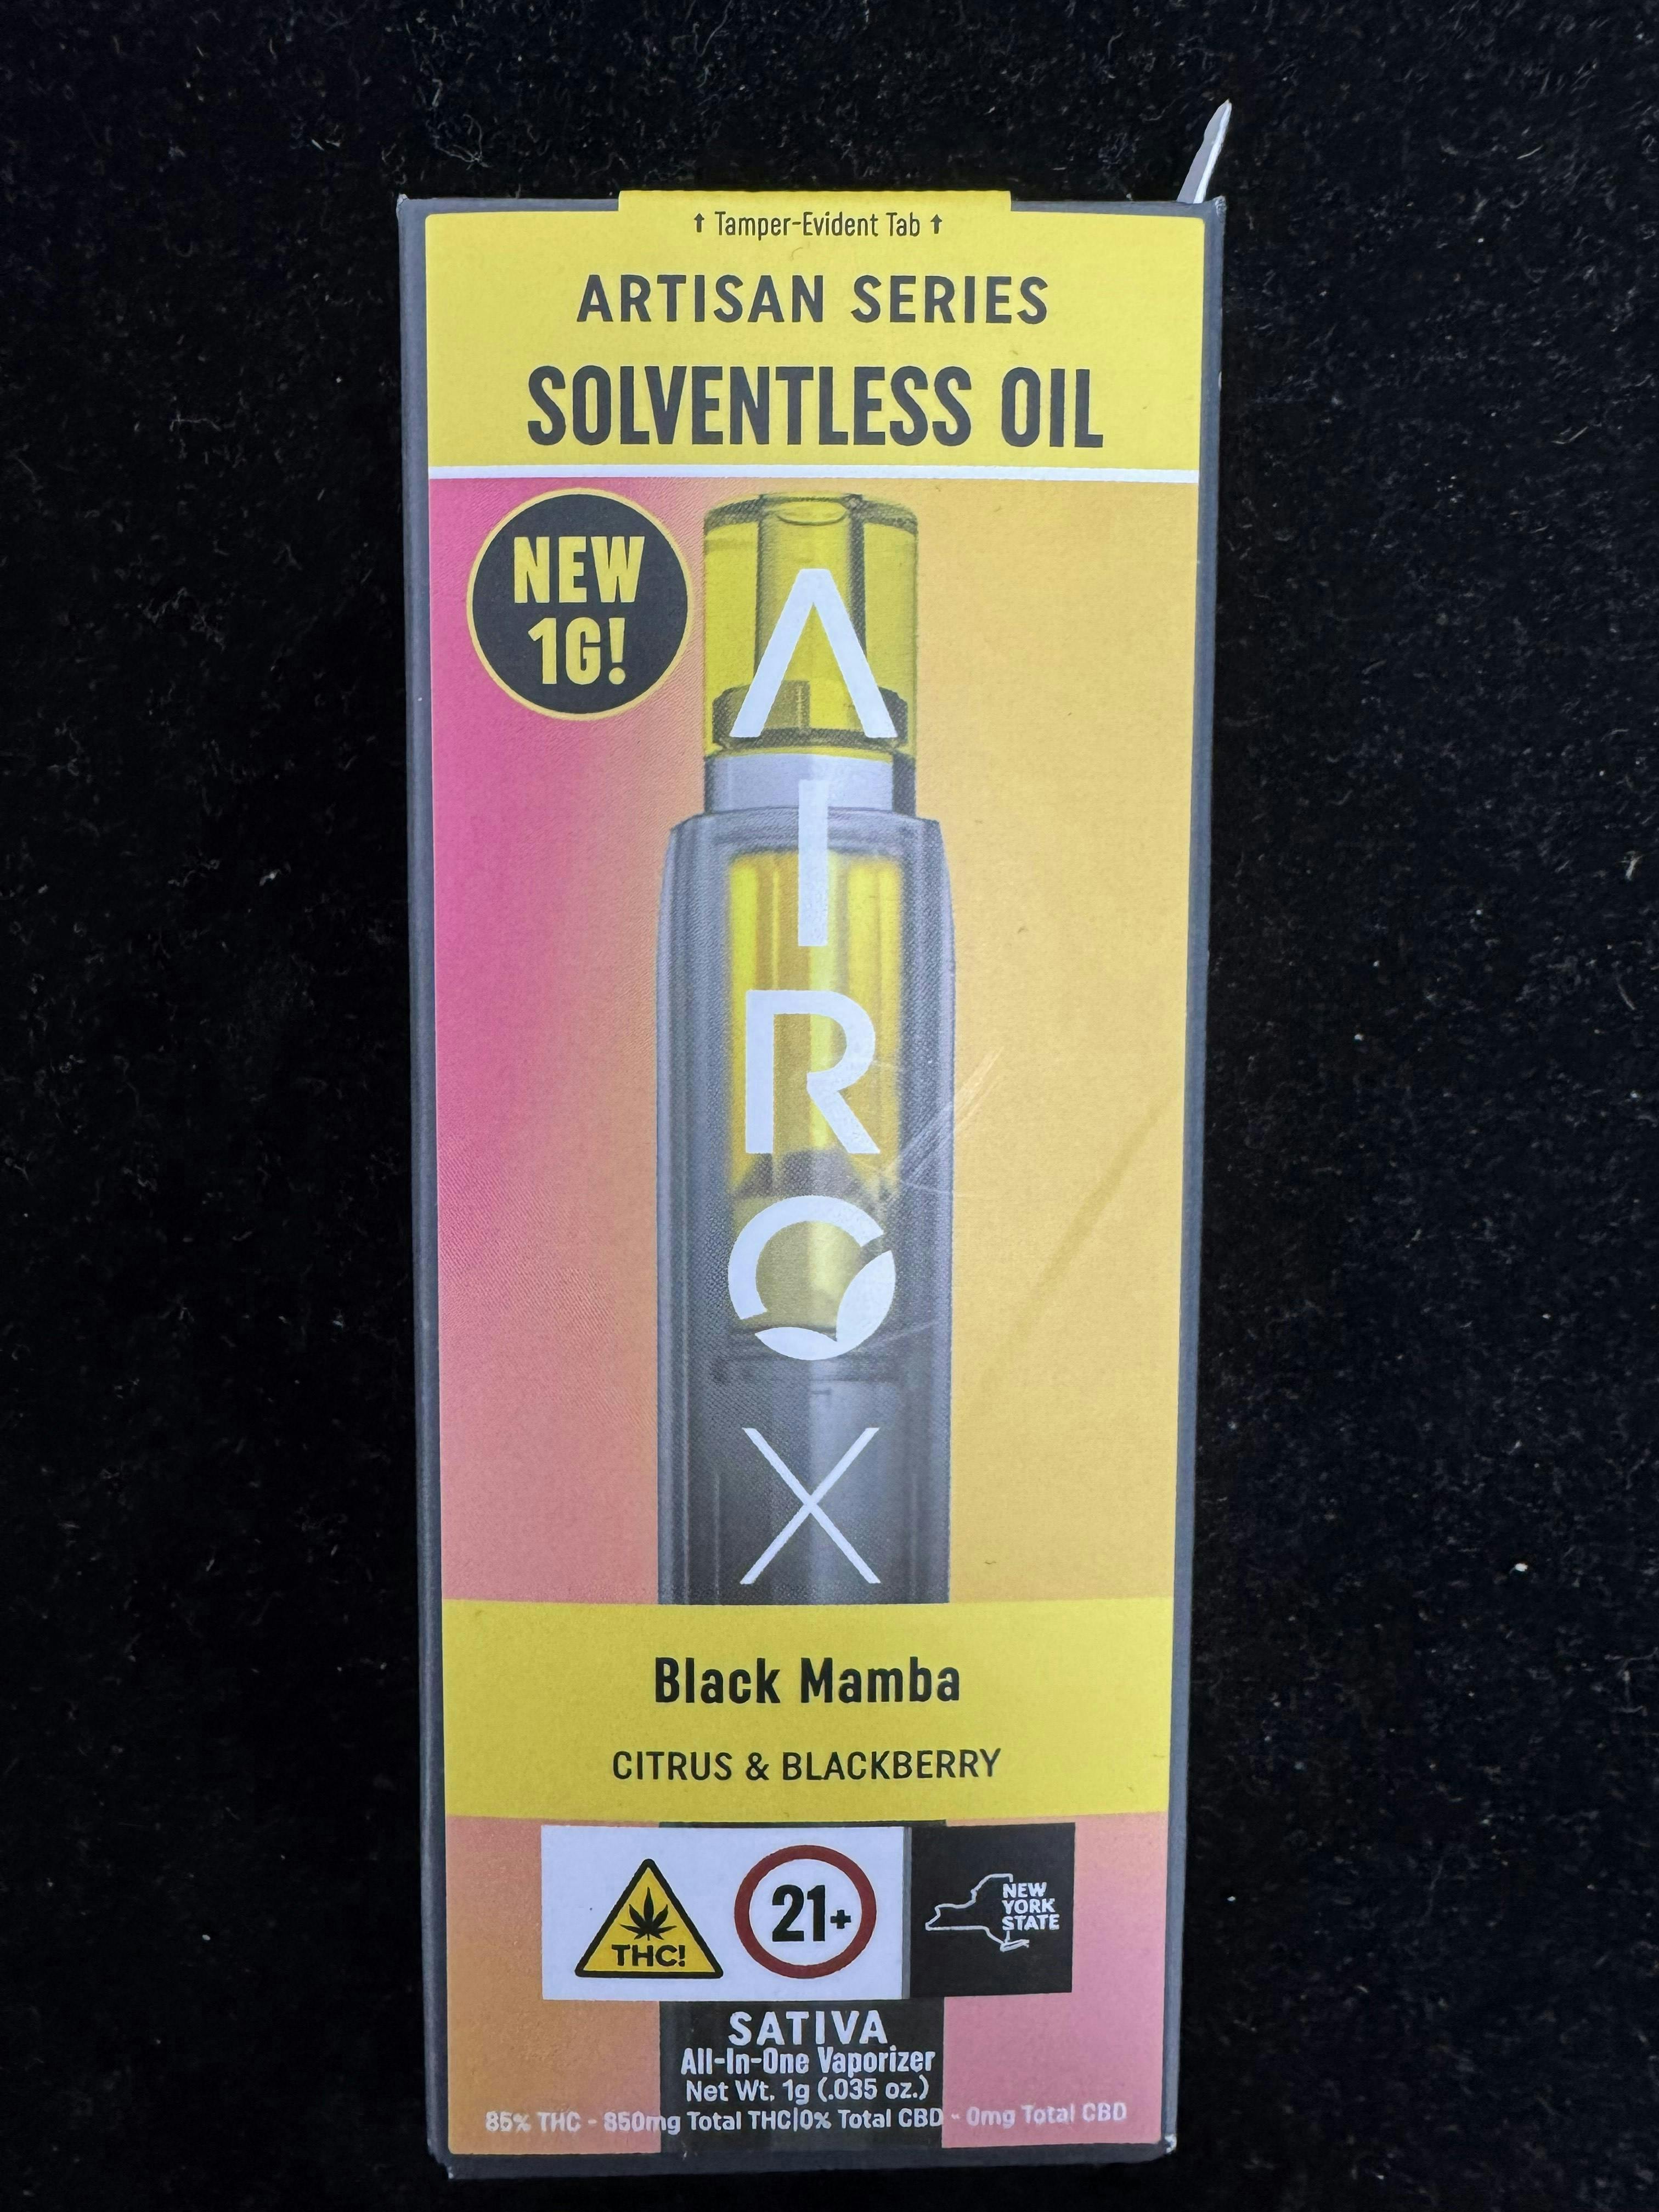 ↑ Tamper-Evident Tab ↑
ARTISAN SERIES
SOLVENTLESS OIL
NEW
1G!
AIRO
X
Black Mamba
CITRUS & BLACKBERRY
THC!
21+
NEW
YORK
STATE
SATIVA
All-In-One Vaporizer
Net Wt. 1g (.035 oz.)
85% THC - 850mg Total THC|0% Total CBD - 0mg Total CBD